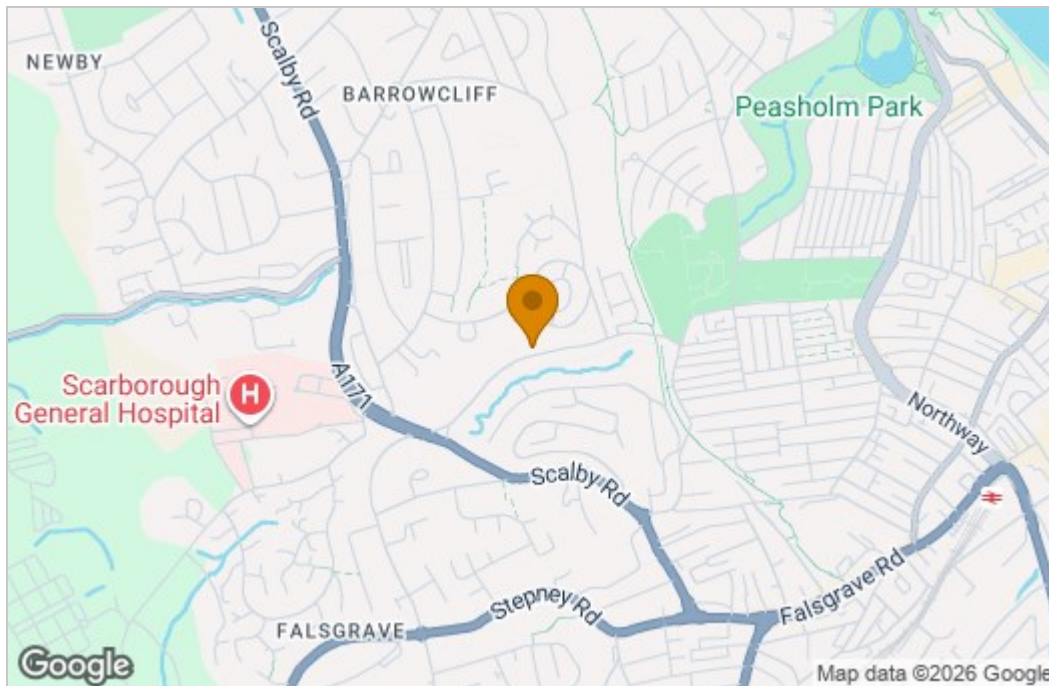 NEWBY
Scalby Rd
BARROWCLIFF
Peasholm Park
Scarborough
General Hospital
H
A171
Northway
Scalby Rd
Falsgrave Rd
Stepney Rd
FALSGRAVE
Google
Map data ©2026 Google